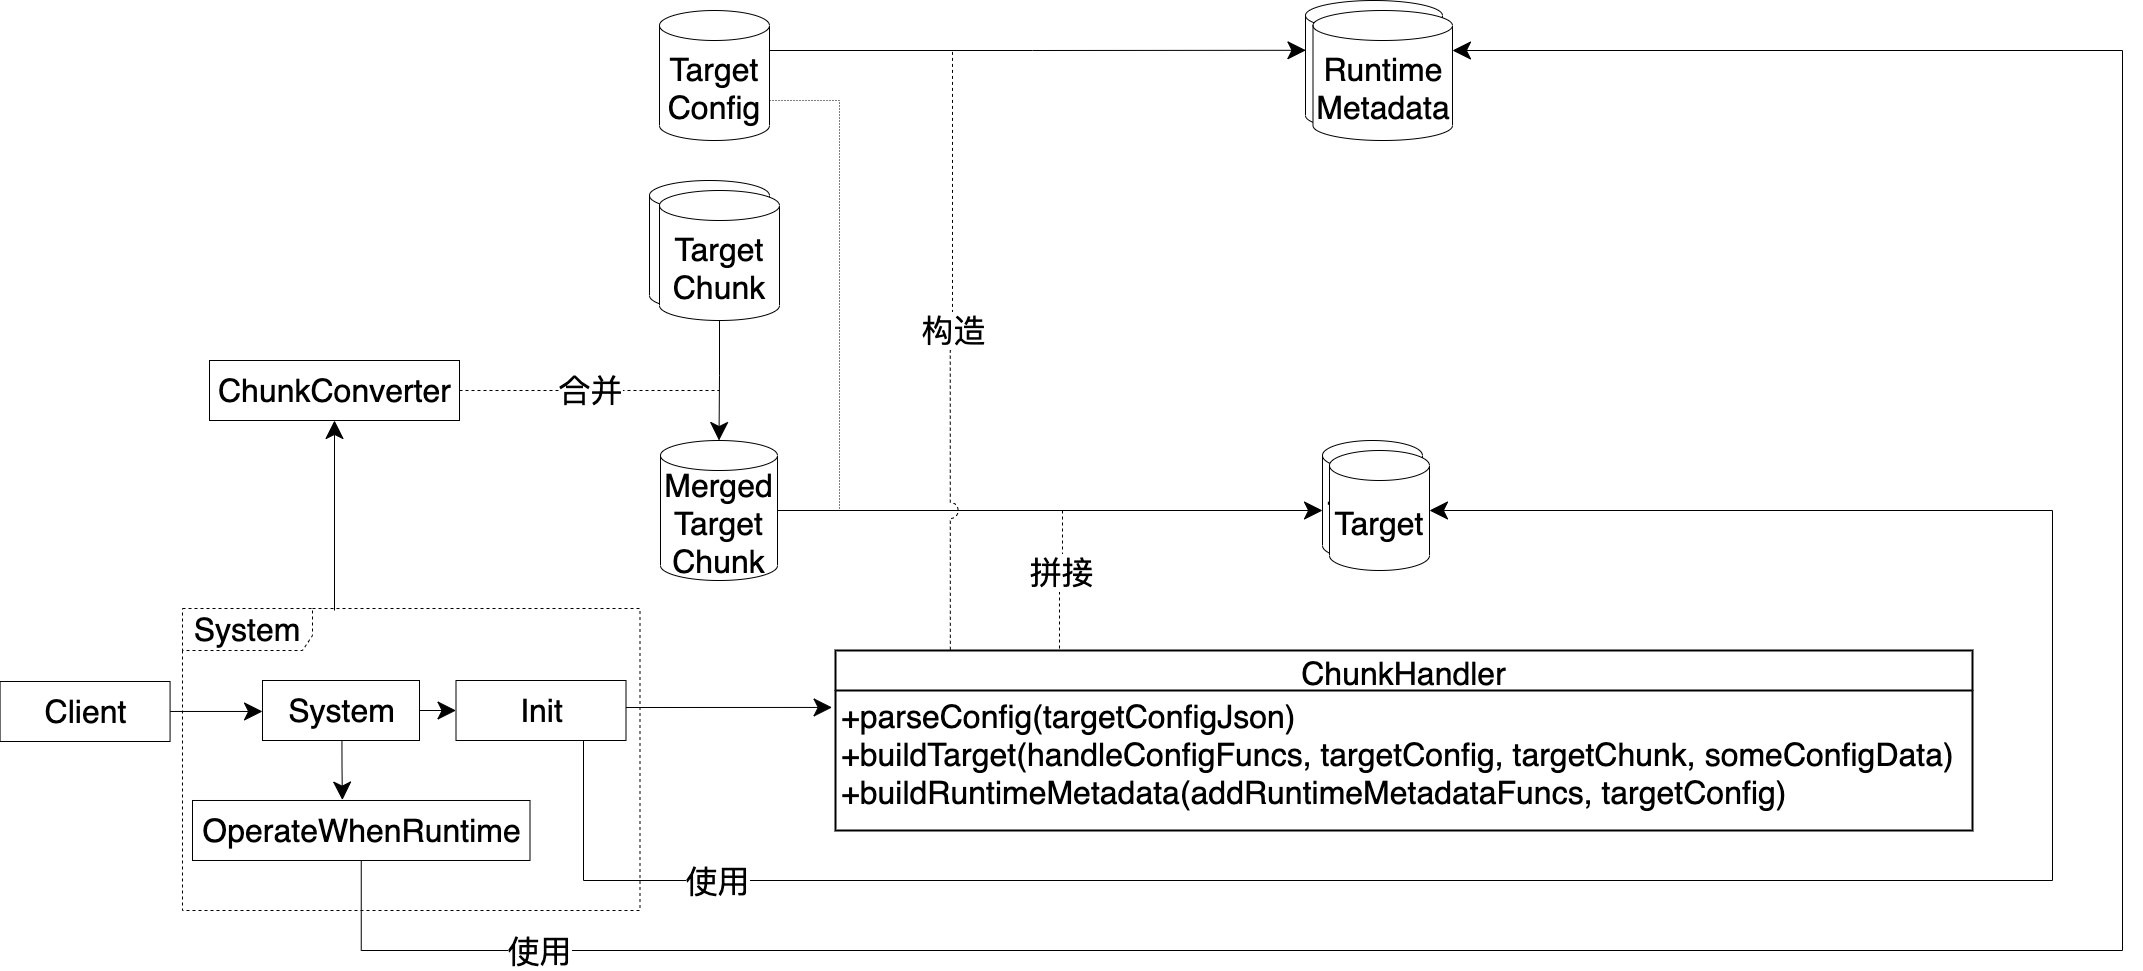 Target
Config
Runtime
Metadata
Target
Chunk
构造
ChunkConverter
合并
Merged
Target
Chunk
Target
拼接
System
Client
System
Init
OperateWhenRuntime
ChunkHandler
+parseConfig(targetConfigJson)
+buildTarget(handleConfigFuncs, targetConfig, targetChunk, someConfigData)
+buildRuntimeMetadata(addRuntimeMetadataFuncs, targetConfig)
使用
使用